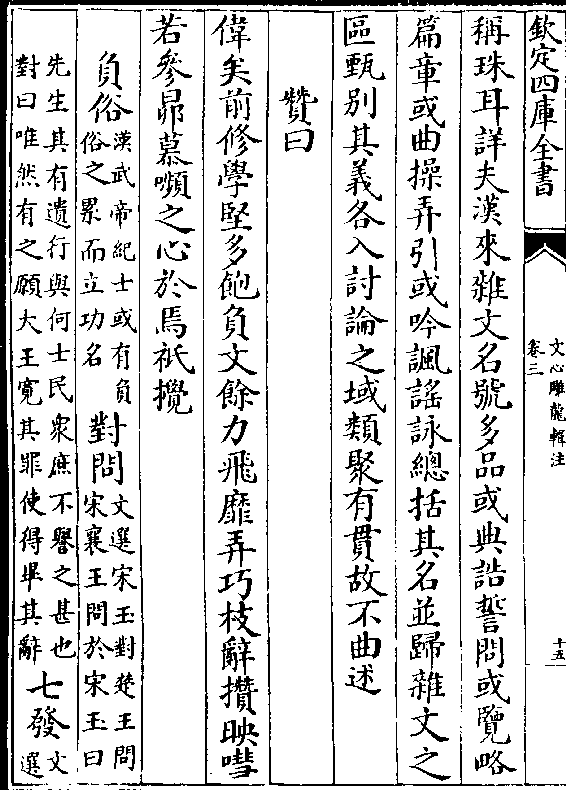 欽定四庫全書
文心雕龍輯注
卷三
十五
稱珠耳詳夫漢來雜文名號多品或典誥誓問或覽略
篇章或曲操弄引或吟諷謡詠總括其名並歸雜文之
區甄别其義各入討論之域類聚有貫故不曲述
贊曰
偉矣前修學堅多飽負文餘力飛靡弄巧枝辭攢映嘒
若參昴慕嚬之心於焉祇攪
負俗
漢武帝紀士或有負
俗之累而立功名
對問
文選宋玉對楚王問
宋襄王問於宋玉曰
先生其有遺行與何士民衆庶不譽之甚也
對曰唯然有之願大王寛其罪使得畢其辭
七發
文
選